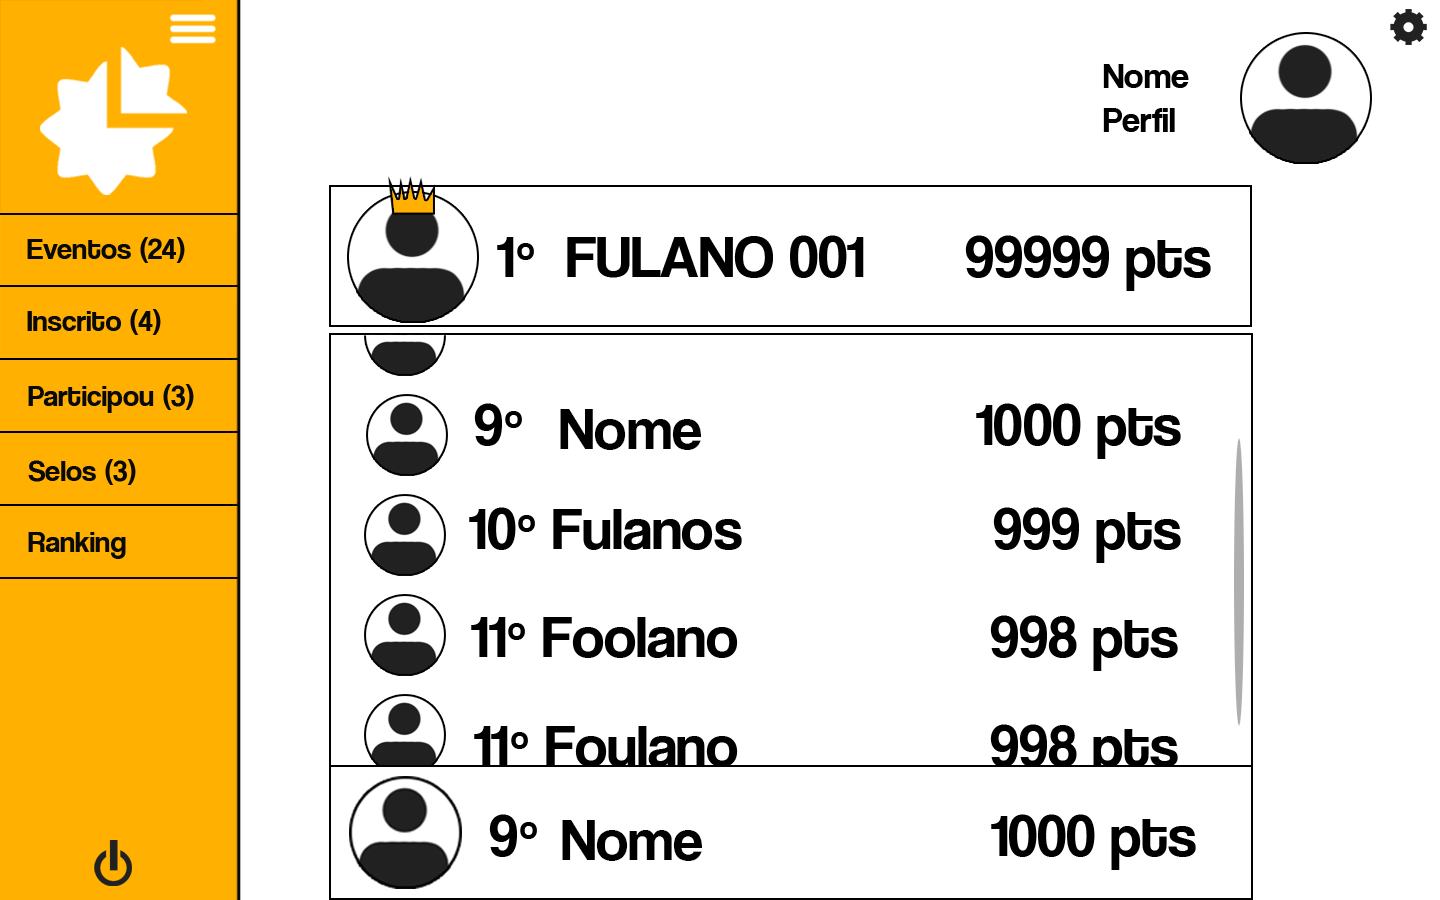 Nome
Perfil
Eventos (24)
Inscrito (4)
Participou (3)
Selos (3)
Ranking
1º FULANO 001 99999 pts
9º Nome 1000 pts
10º Fulanos 999 pts
11º Foolano 998 pts
11º Foulano 998 pts
9º Nome 1000 pts